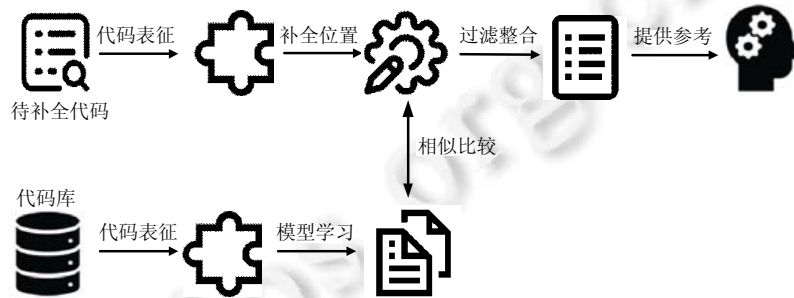 代码表征
补全位置
过滤整合
提供参考
待补全代码
相似比较
代码库
代码表征
模型学习